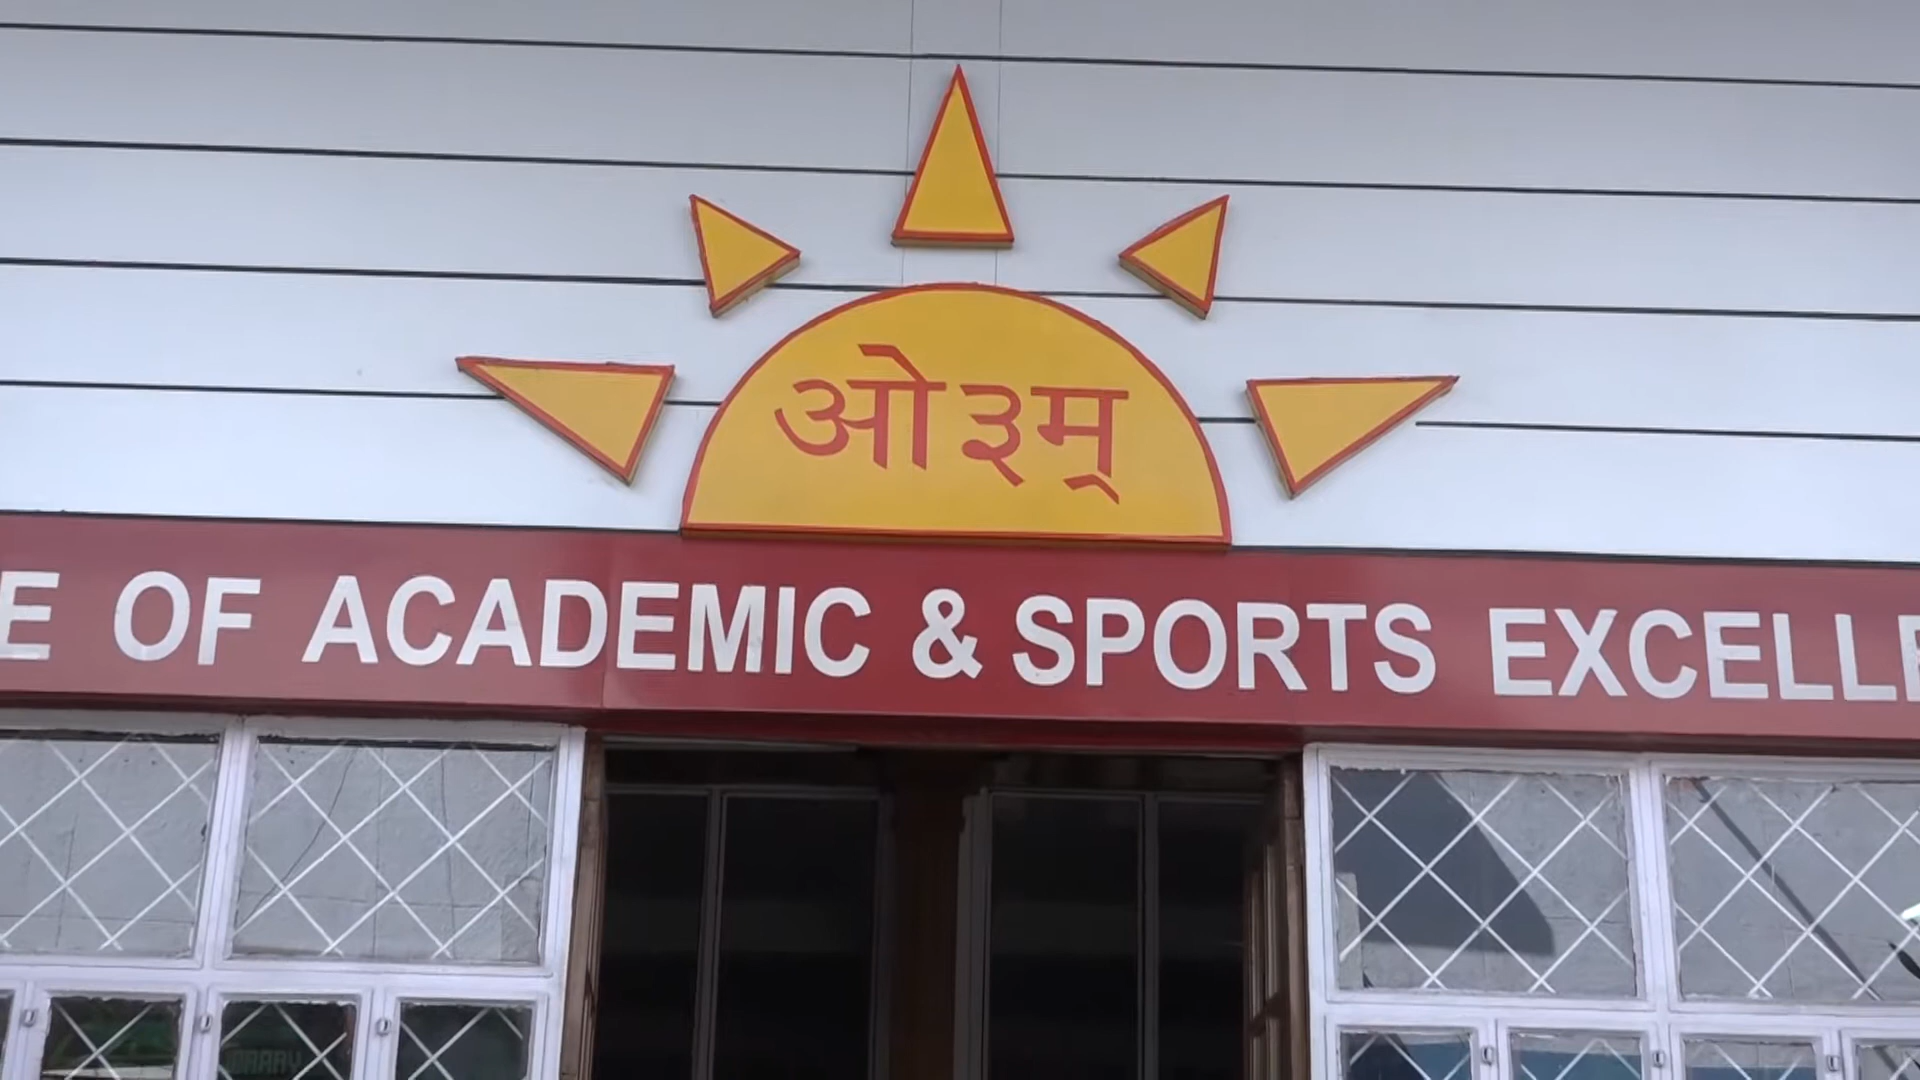 ओ३म्
E OF ACADEMIC & SPORTS EXCELLE